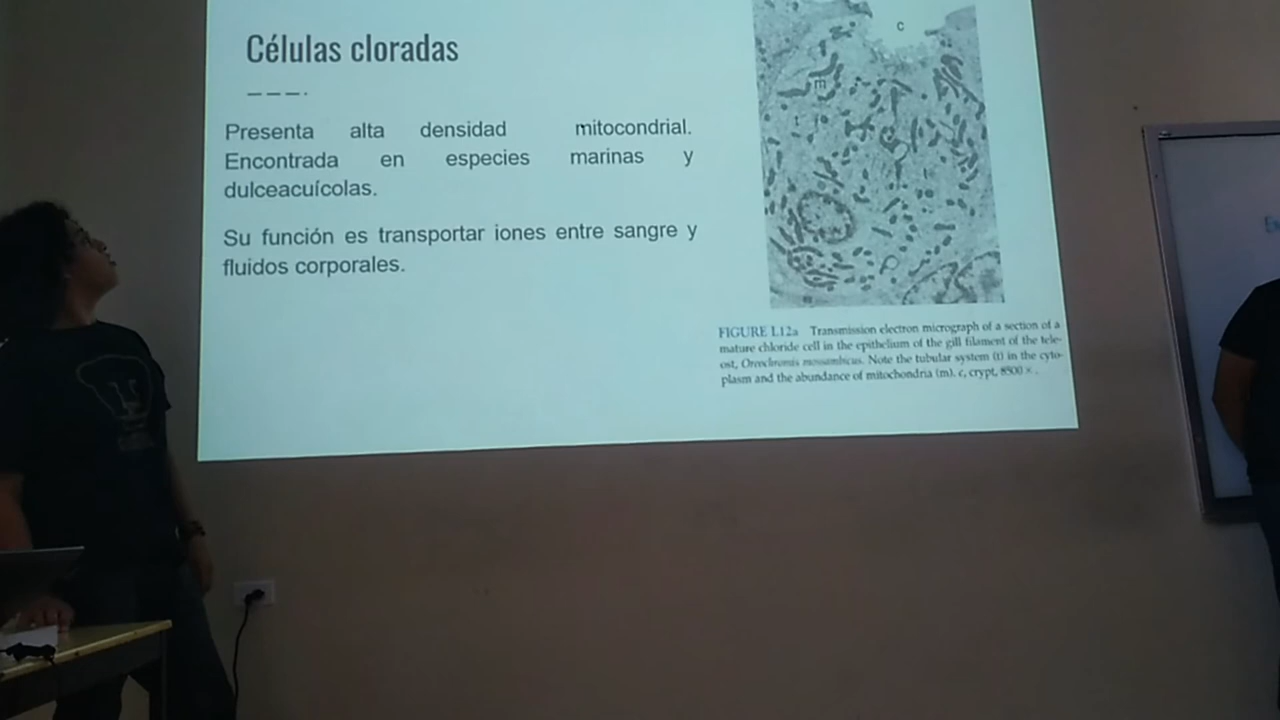 Células cloradas
Presenta alta densidad mitocondrial.
Encontrada en especies marinas y
dulceacuícolas.
Su función es transportar iones entre sangre y
fluidos corporales.
c
m
t
FIGURE I.12a Transmission electron micrograph of a section of a
mature chloride cell in the epithelium of the gill filament of the tele-
ost, Oreochromis mossambicus. Note the tubular system (t) in the cyto-
plasm and the abundance of mitochondria (m). c, crypt, 8500 ×.